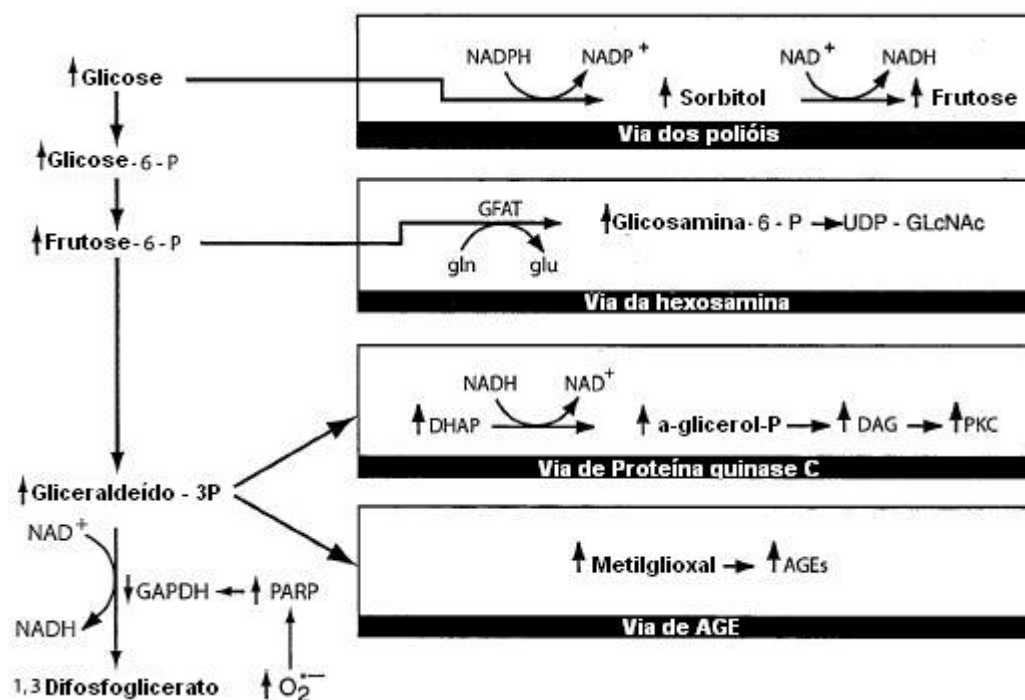 ↑Glicose
NADPH NADP+ NAD+ NADH
↑ Sorbitol ↑ Frutose
Via dos polióis
↑Glicose-6-P
↑Frutose-6-P
GFAT
gln glu
↑Glicosamina-6-P → UDP-GLcNAc
Via da hexosamina
NADH NAD+
↑DHAP ↑ a-glicerol-P → ↑ DAG → ↑PKC
Via de Proteína quinase C
↑Gliceraldeído - 3P
NAD+
↓GAPDH ← ↑ PARP
NADH
1,3 Difosfoglicerato ↑ O2•−
↑ Metilglioxal → ↑AGEs
Via de AGE